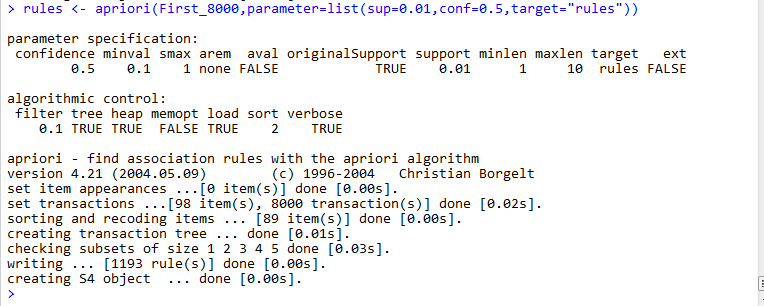 > rules <- apriori(First_8000,parameter=list(sup=0.01,conf=0.5,target="rules"))
parameter specification:
confidence minval smax arem aval originalSupport support minlen maxlen target ext
0.5 0.1 1 none FALSE TRUE 0.01 1 10 rules FALSE
algorithmic control:
filter tree heap memopt load sort verbose
0.1 TRUE TRUE FALSE TRUE 2 TRUE
apriori - find association rules with the apriori algorithm
version 4.21 (2004.05.09) (c) 1996-2004 Christian Borgelt
set item appearances ...[0 item(s)] done [0.00s].
set transactions ...[98 item(s), 8000 transaction(s)] done [0.02s].
sorting and recoding items ... [89 item(s)] done [0.00s].
creating transaction tree ... done [0.01s].
checking subsets of size 1 2 3 4 5 done [0.03s].
writing ... [1193 rule(s)] done [0.00s].
creating S4 object ... done [0.00s].
>